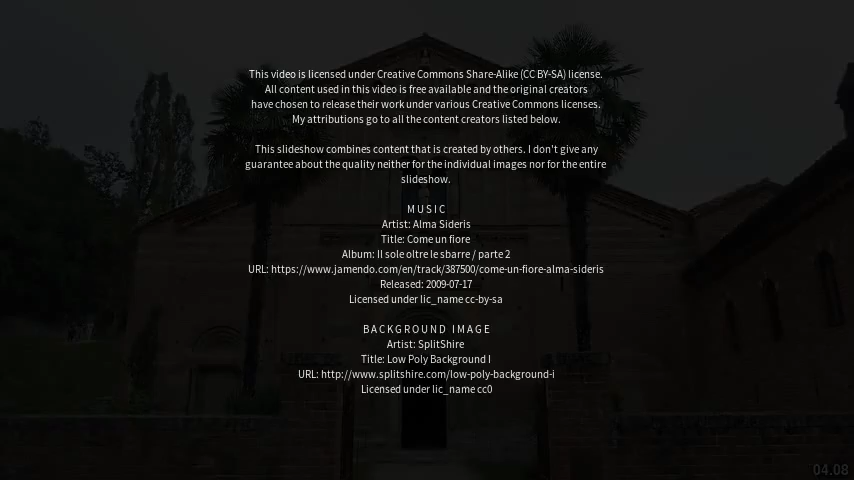 This video is licensed under Creative Commons Share-Alike (CC BY-SA) license.
All content used in this video is free available and the original creators
have chosen to release their work under various Creative Commons licenses.
My attributions go to all the content creators listed below.
This slideshow combines content that is created by others. I don't give any
guarantee about the quality neither for the individual images nor for the entire
slideshow.
MUSIC
Artist: Alma Sideris
Title: Come un fiore
Album: Il sole oltre le sbarre / parte 2
URL: https://www.jamendo.com/en/track/387500/come-un-fiore-alma-sideris
Released: 2009-07-17
Licensed under lic_name cc-by-sa
BACKGROUND IMAGE
Artist: SplitShire
Title: Low Poly Background I
URL: http://www.splitshire.com/low-poly-background-i
Licensed under lic_name cc0
04.08